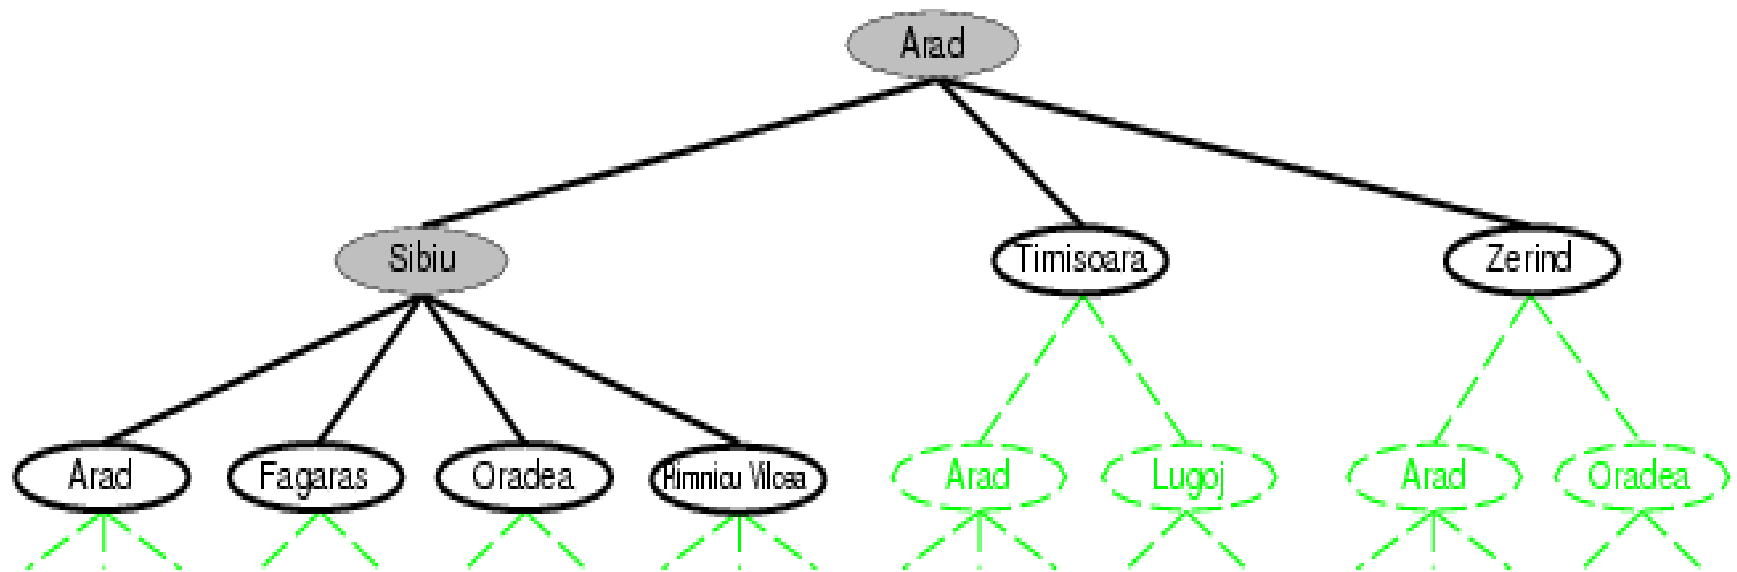 Arad
Sibiu
Timisoara
Zerind
Arad
Fagaras
Oradea
Rimnicu Vilcea
Arad
Lugoj
Arad
Oradea